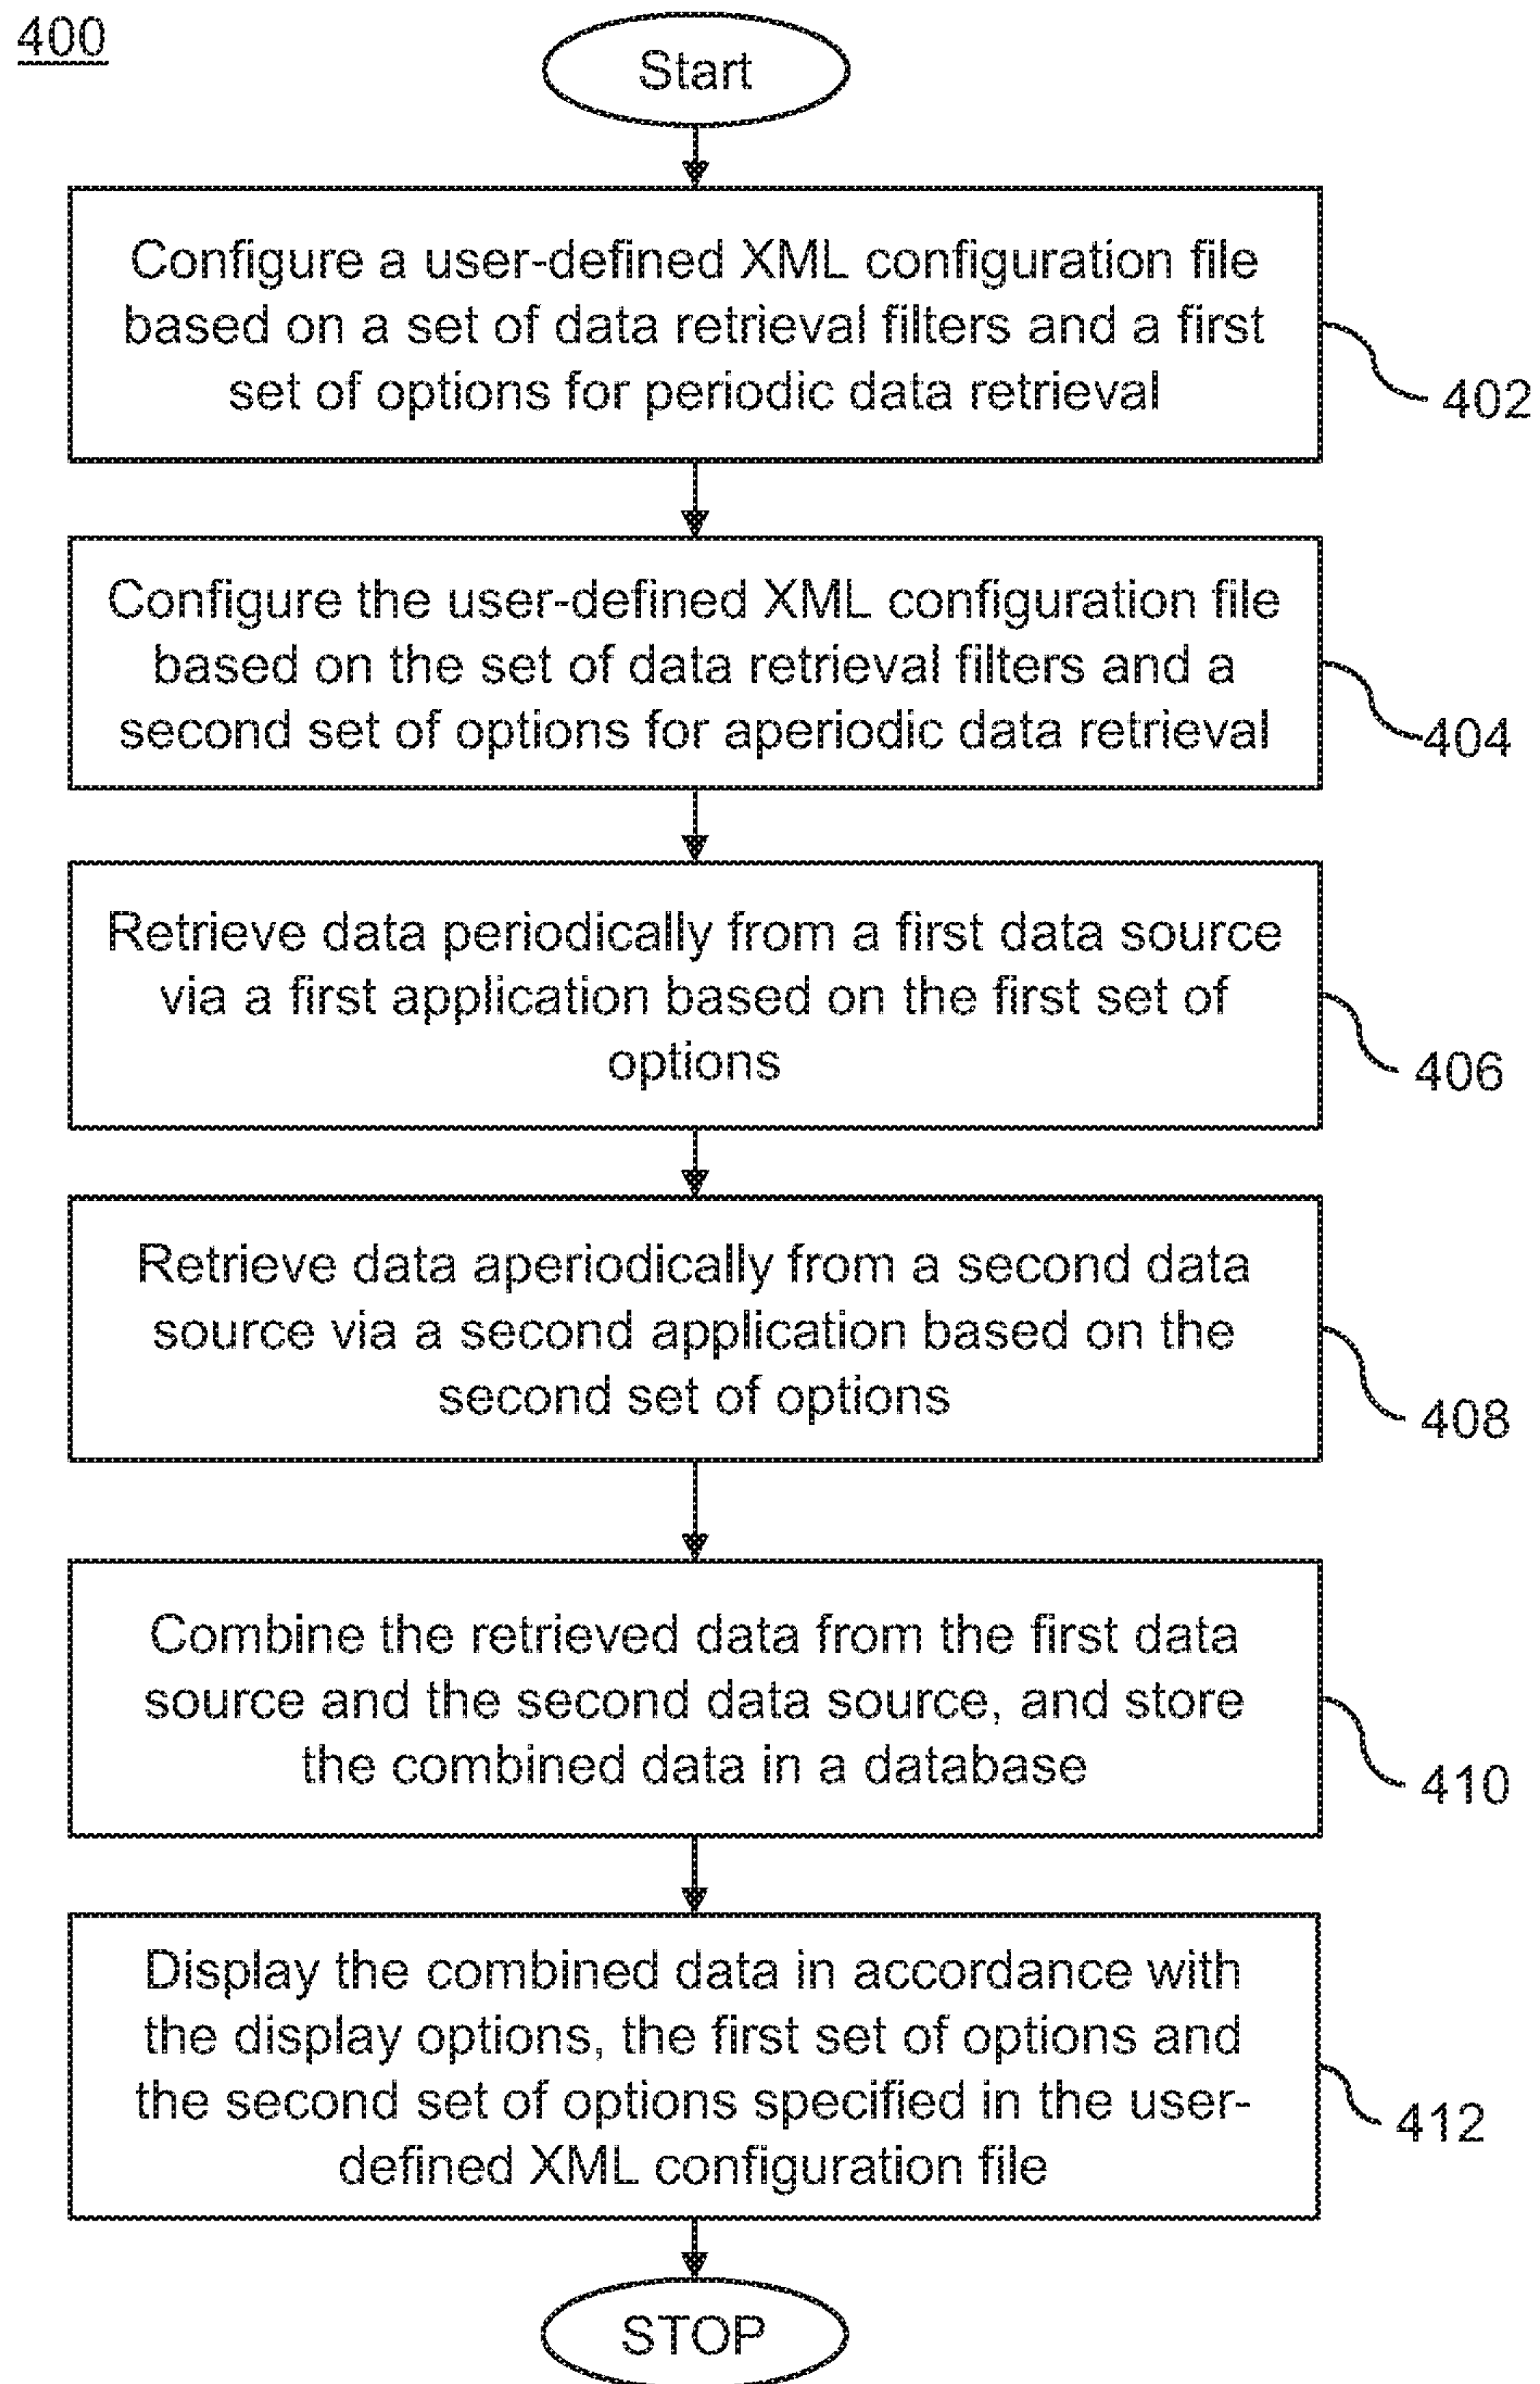 400
Start
Configure a user-defined XML configuration file
based on a set of data retrieval filters and a first
set of options for periodic data retrieval
402
Configure the user-defined XML configuration file
based on the set of data retrieval filters and a
second set of options for aperiodic data retrieval
404
Retrieve data periodically from a first data source
via a first application based on the first set of
options
406
Retrieve data aperiodically from a second data
source via a second application based on the
second set of options
408
Combine the retrieved data from the first data
source and the second data source, and store
the combined data in a database
410
Display the combined data in accordance with
the display options, the first set of options and
the second set of options specified in the user-
defined XML configuration file
412
STOP